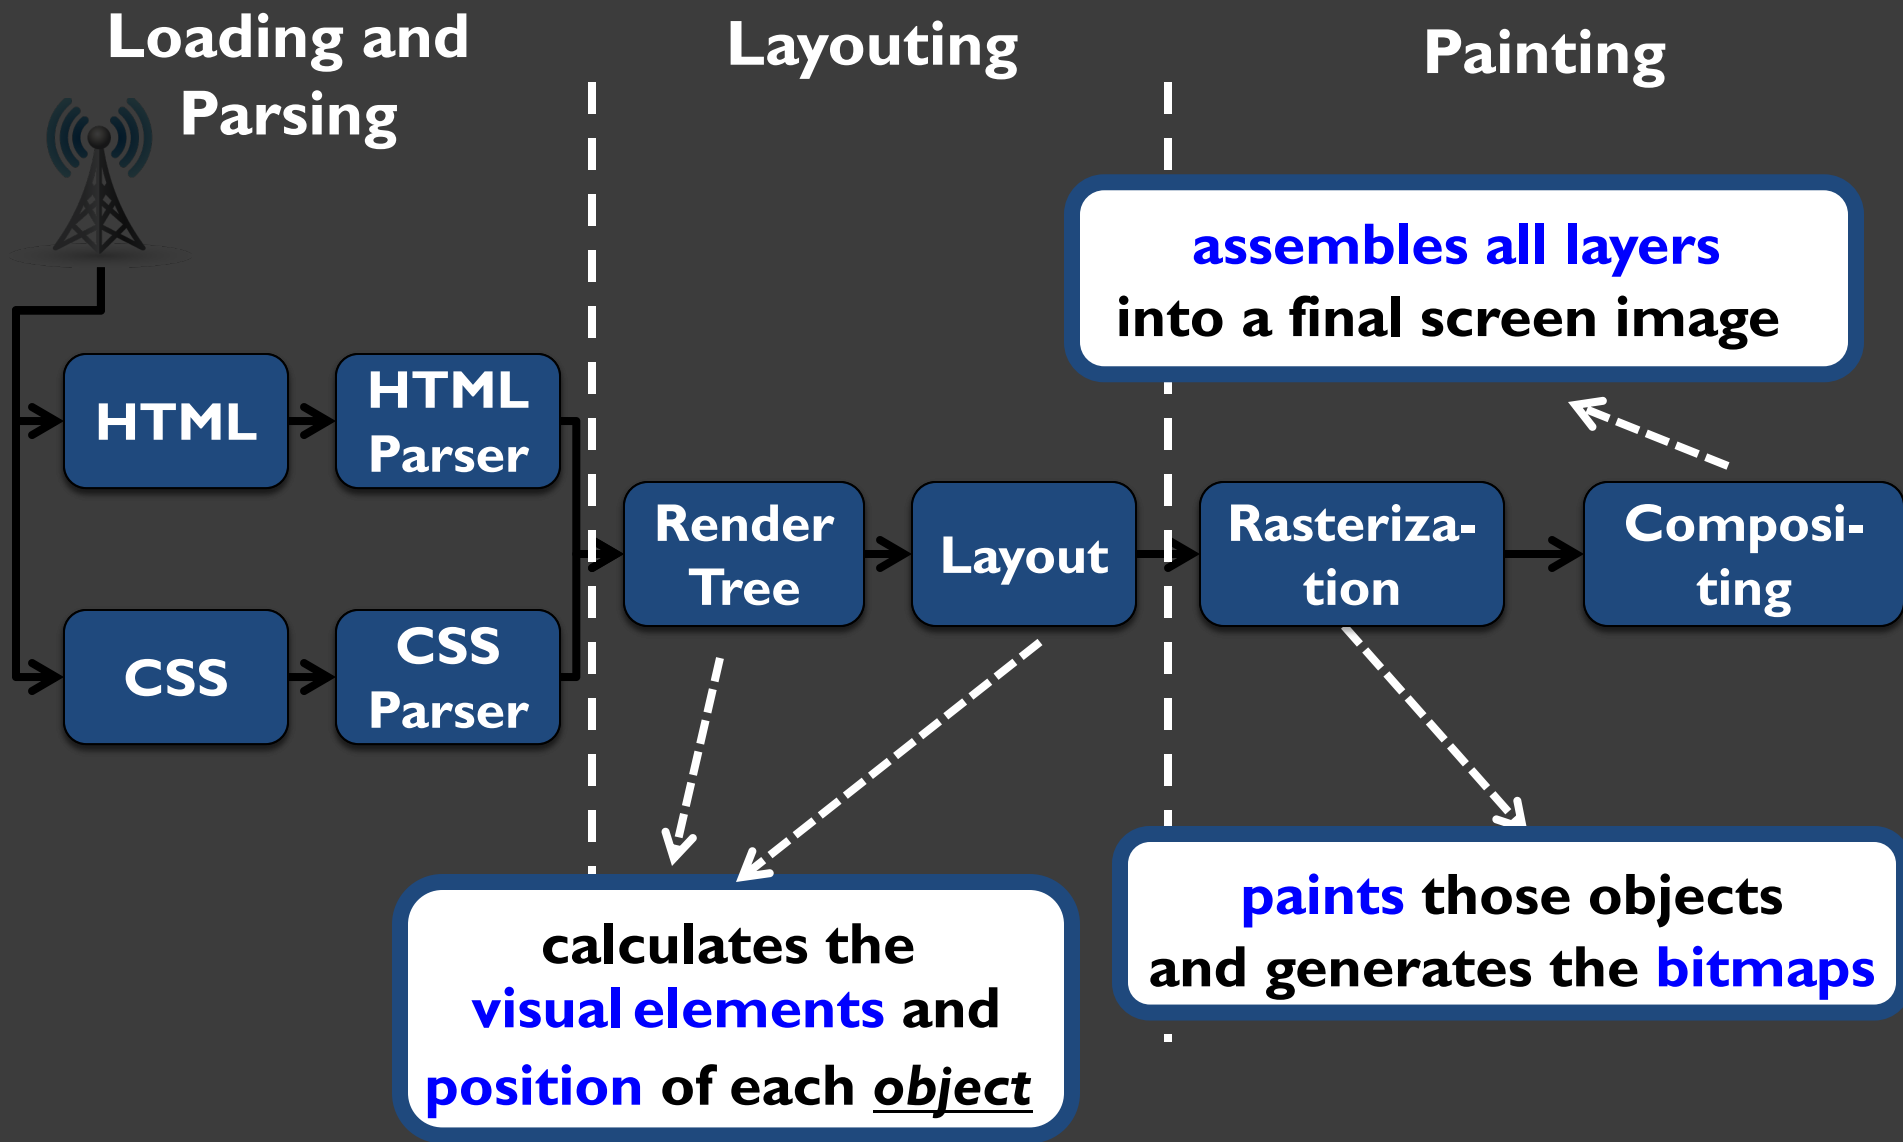 Loading and
Parsing
Layouting
Painting
assembles all layers
into a final screen image
HTML
HTML
Parser
CSS
CSS
Parser
Render
Tree
Layout
Rasteriza-
tion
Composi-
ting
calculates the
visual elements and
position of each object
paints those objects
and generates the bitmaps